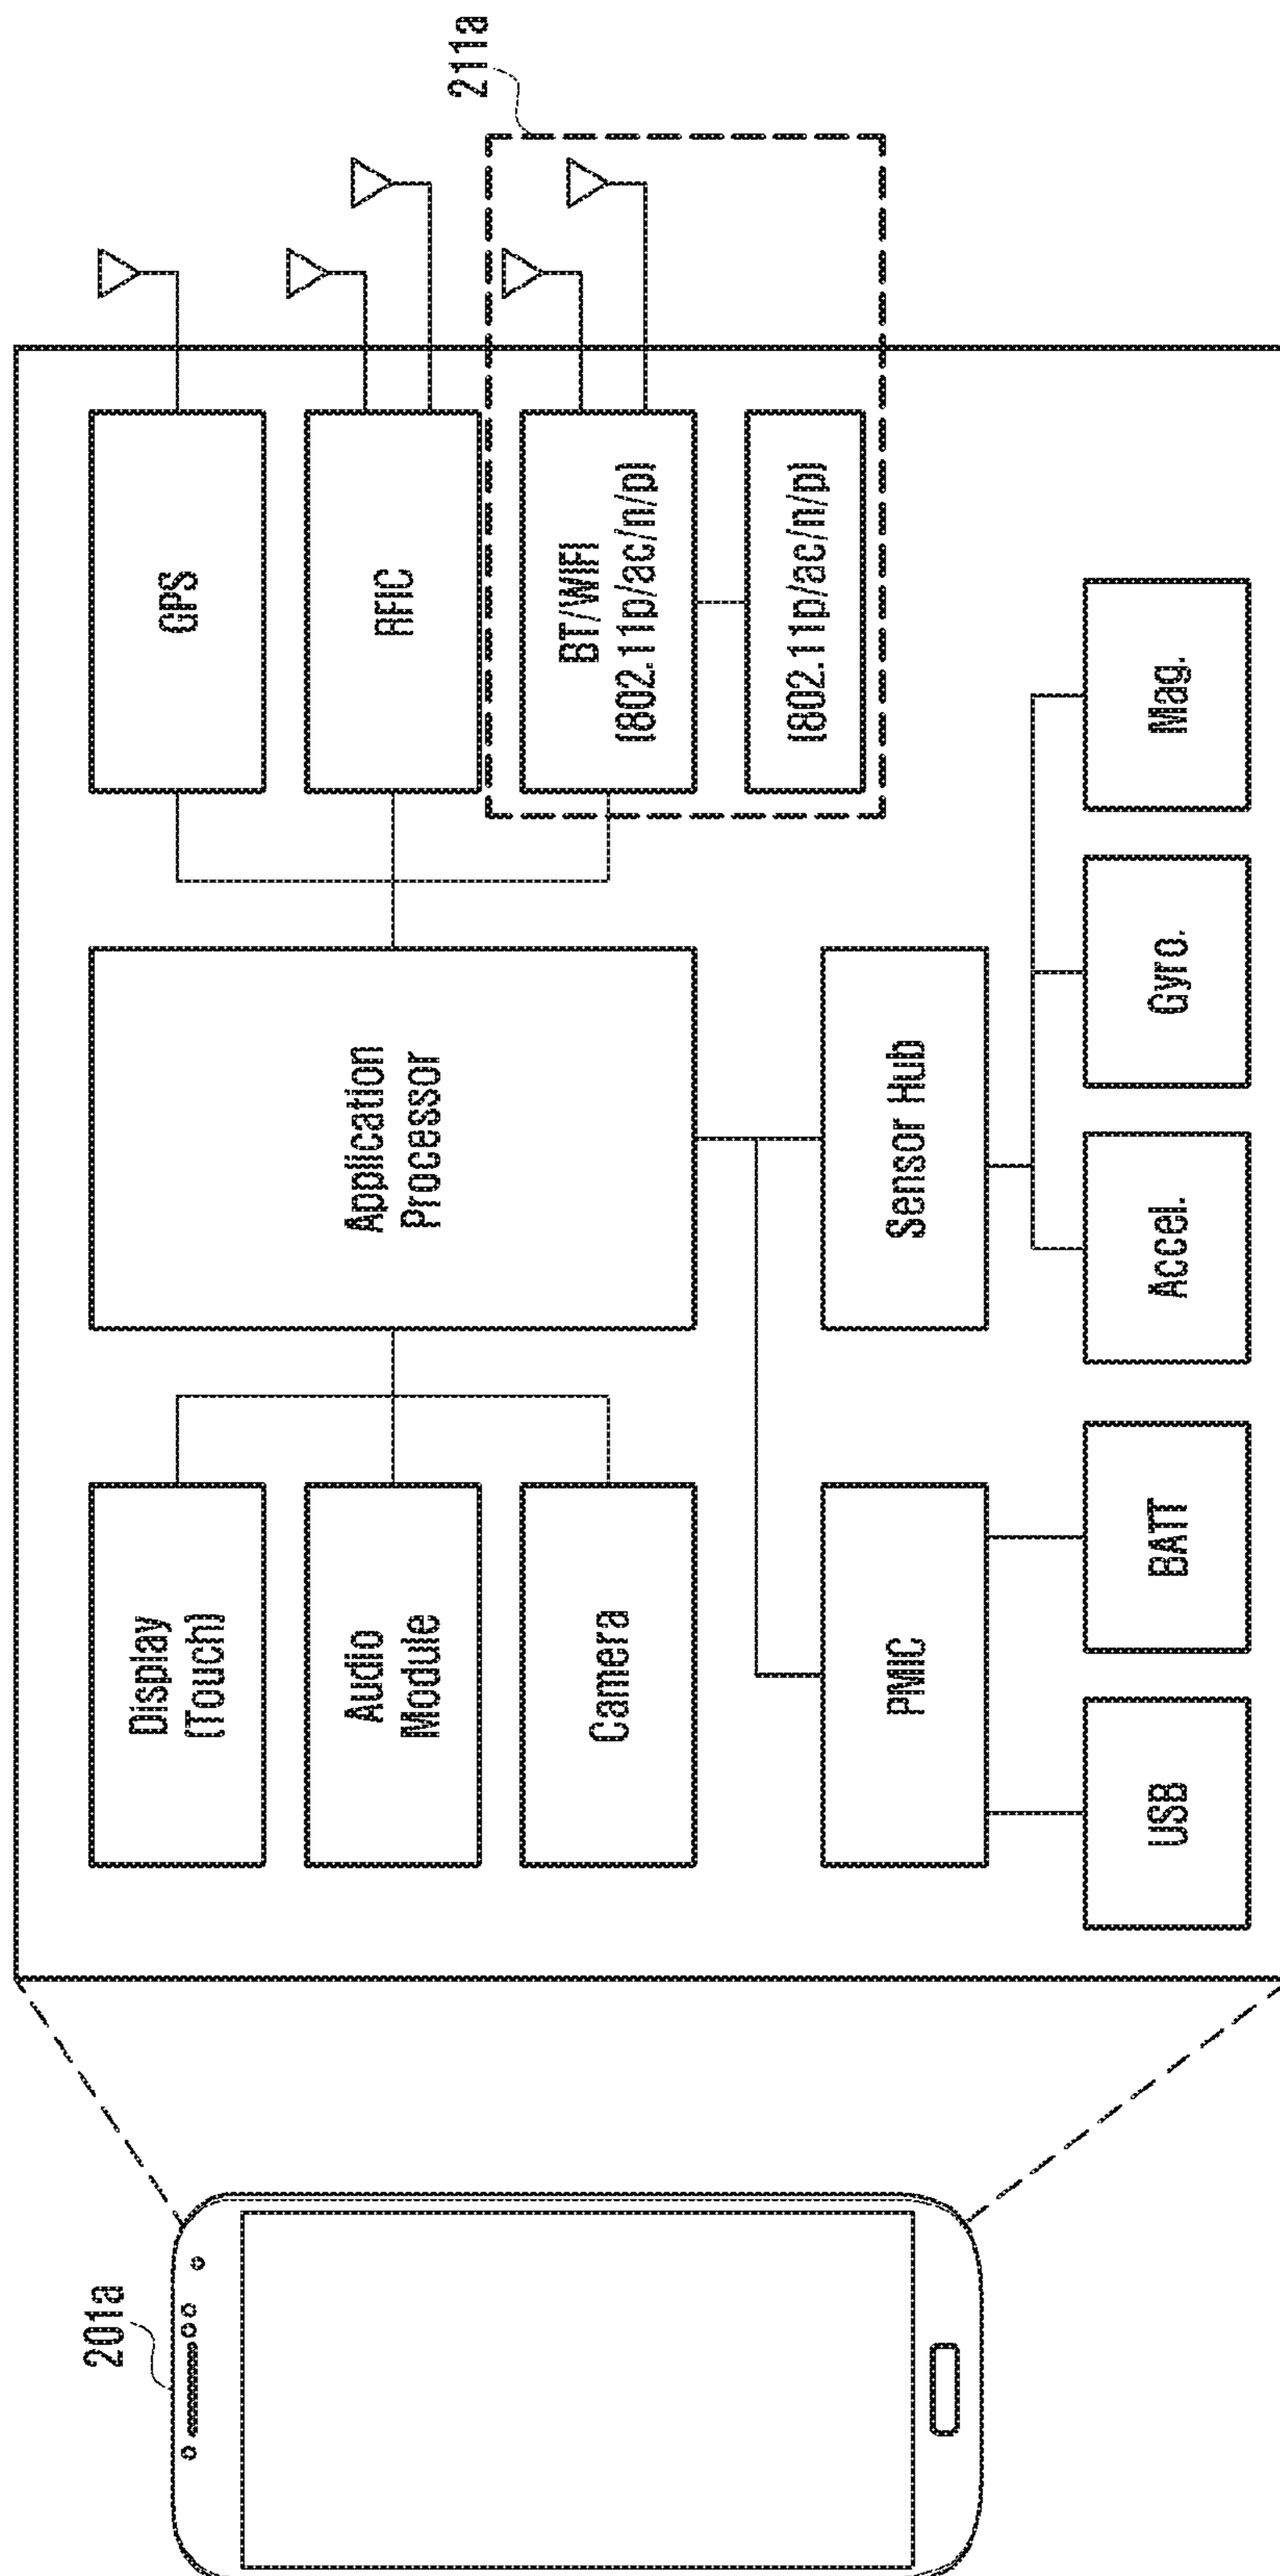 201a
Display
(Touch)
Audio
Module
Camera
Application
Processor
GPS
RFIC
211a
BT/WIFI
(802.11p/ac/n/p)
(802.11p/ac/n/p)
PMIC
Sensor Hub
USB
BATT
Accel.
Gyro.
Mag.